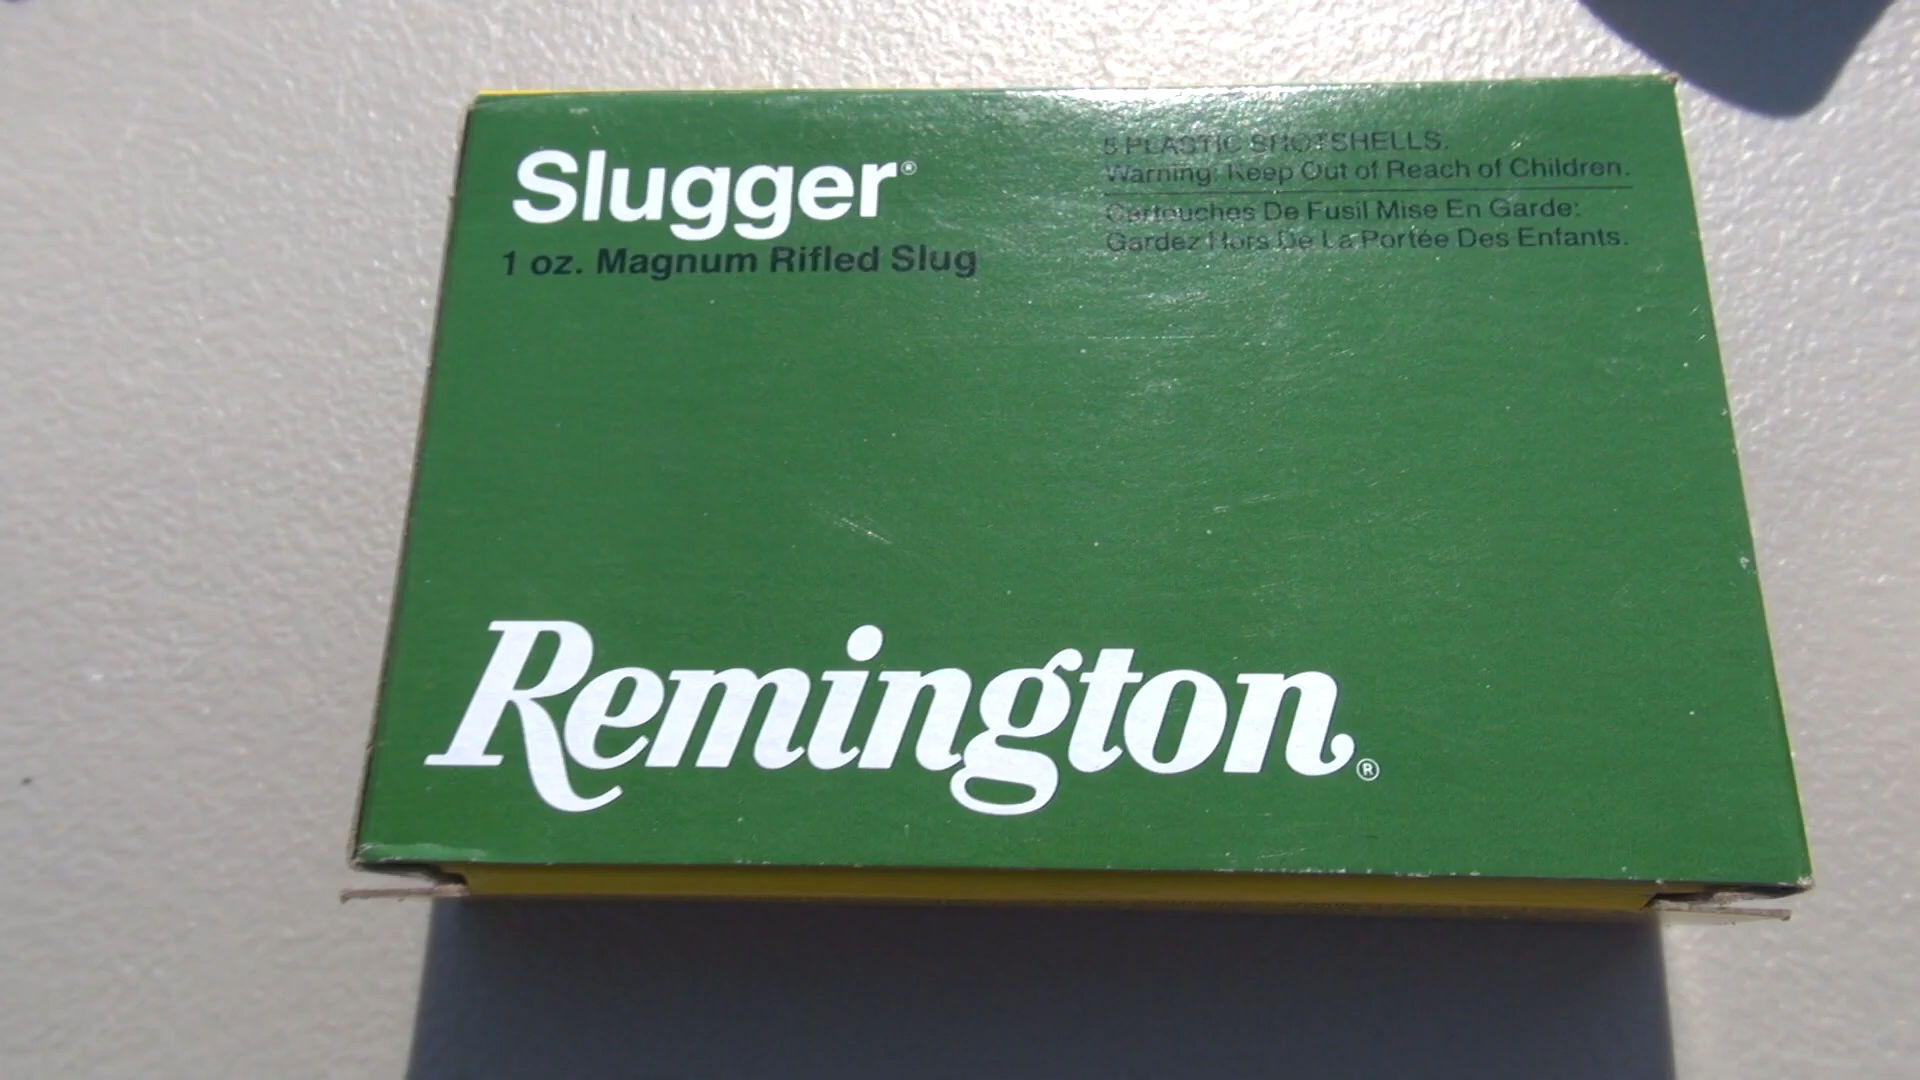 Slugger®
1 oz. Magnum Rifled Slug
5 PLASTIC SHOTSHELLS.
Warning: Keep Out of Reach of Children.
Cartouches De Fusil Mise En Garde:
Gardez Hors De La Portée Des Enfants.
Remington®